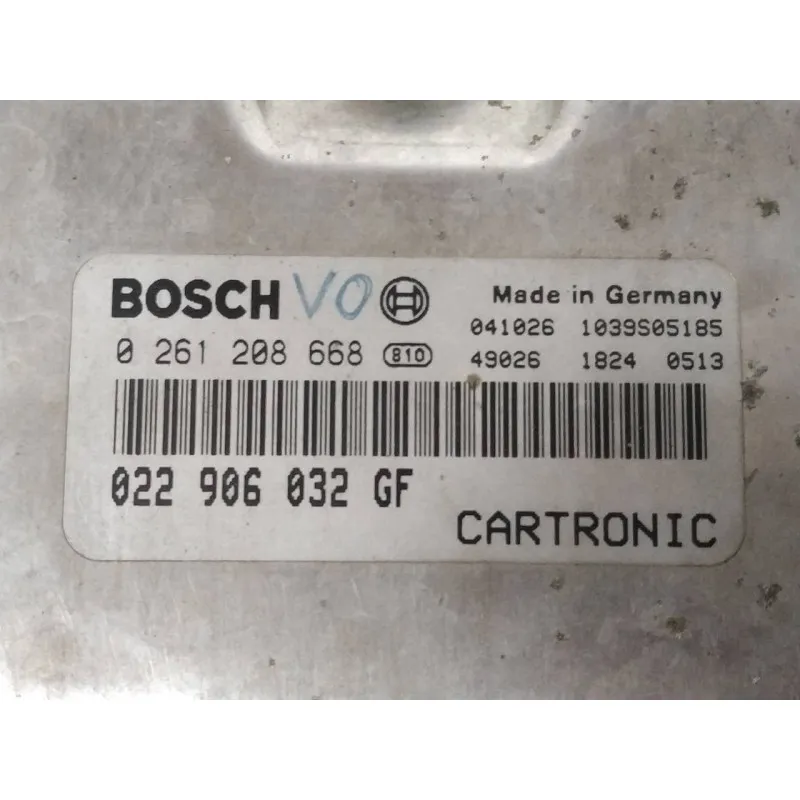 BOSCH VO Made in Germany
041026 1039S05185
0 261 208 668 810 49026 1824 0513
022 906 032 GF
CARTRONIC